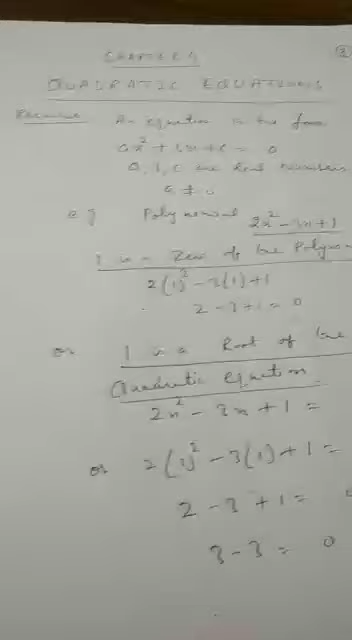 ②
CHAPTER 4
QUADRATIC EQUATIONS
An equation in the form
ax² + bx + c = 0
a, b, c are Real numbers
a ≠ 0
e.g Polynomial 2x² - 3x + 1
1 is a Zero of the Polynom
2(1)² - 3(1) + 1
2 - 3 + 1 = 0
or 1 is a Root of the
Quadratic equation
2x² - 3x + 1 =
or 2(1)² - 3(1) + 1 =
2 - 3 + 1 = 0
3 - 3 = 0